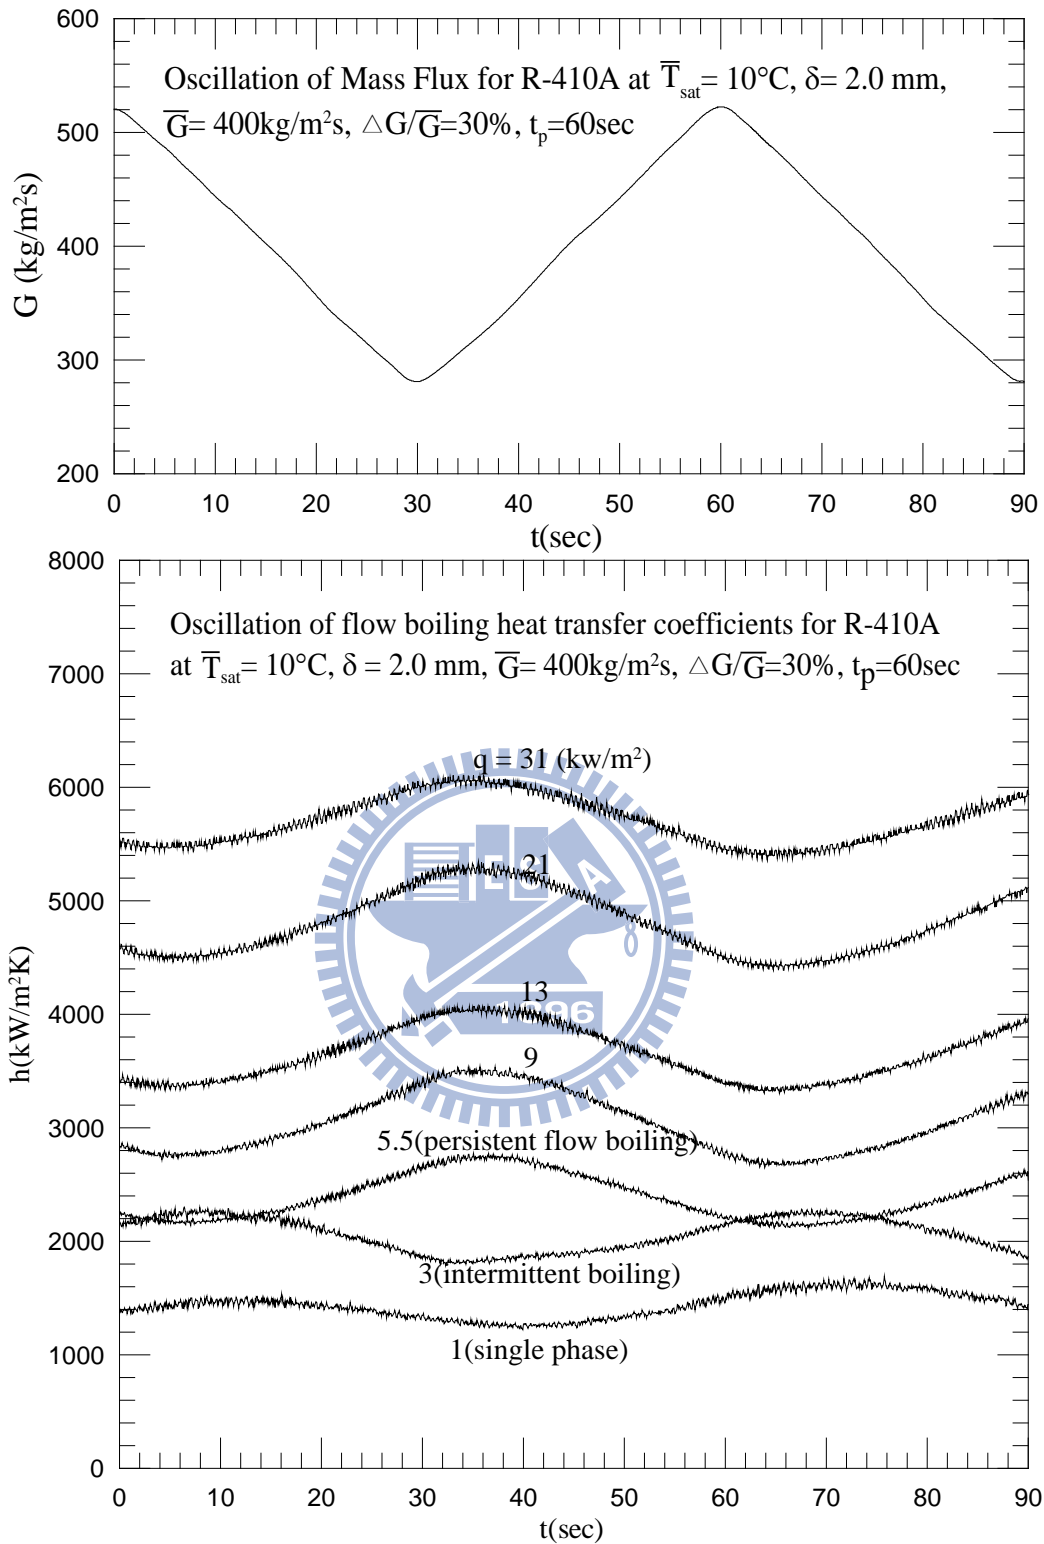 600
500
400
300
200
G (kg/m²s)
Oscillation of Mass Flux for R-410A at T̅sat= 10°C, δ= 2.0 mm,
G̅= 400kg/m²s, △G/G̅=30%, tp=60sec
0 10 20 30 40 50 60 70 80 90
t(sec)
8000
7000
6000
5000
4000
3000
2000
1000
0
h(kW/m²K)
Oscillation of flow boiling heat transfer coefficients for R-410A
at T̅sat= 10°C, δ = 2.0 mm, G̅= 400kg/m²s, △G/G̅=30%, tp=60sec
q = 31 (kw/m²)
21
E S
A
13
1896
9
5.5(persistent flow boiling)
3(intermittent boiling)
1(single phase)
0 10 20 30 40 50 60 70 80 90
t(sec)